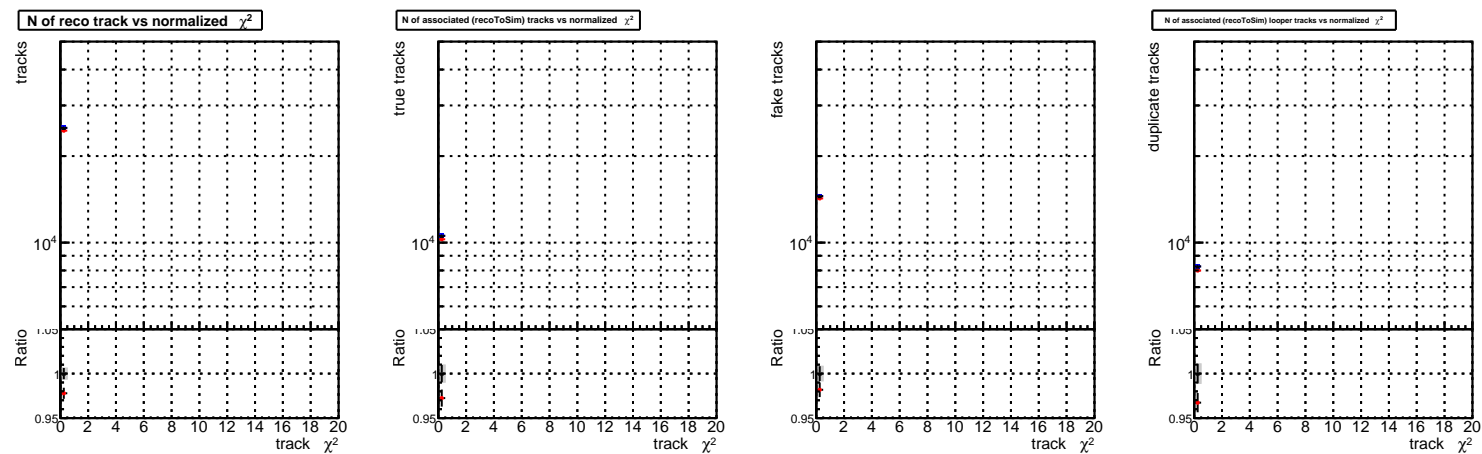 N of reco track vs normalized χ²
tracks
10⁴
Ratio
1.05
1
0.95
0 2 4 6 8 10 12 14 16 18 20
track χ²
N of associated (recoToSim) tracks vs normalized χ²
true tracks
10⁴
Ratio
1.05
1
0.95
0 2 4 6 8 10 12 14 16 18 20
track χ²
fake tracks
10⁴
Ratio
1.05
1
0.95
0 2 4 6 8 10 12 14 16 18 20
track χ²
N of associated (recoToSim) looper tracks vs normalized χ²
duplicate tracks
10⁴
Ratio
1.05
1
0.95
0 2 4 6 8 10 12 14 16 18 20
track χ²